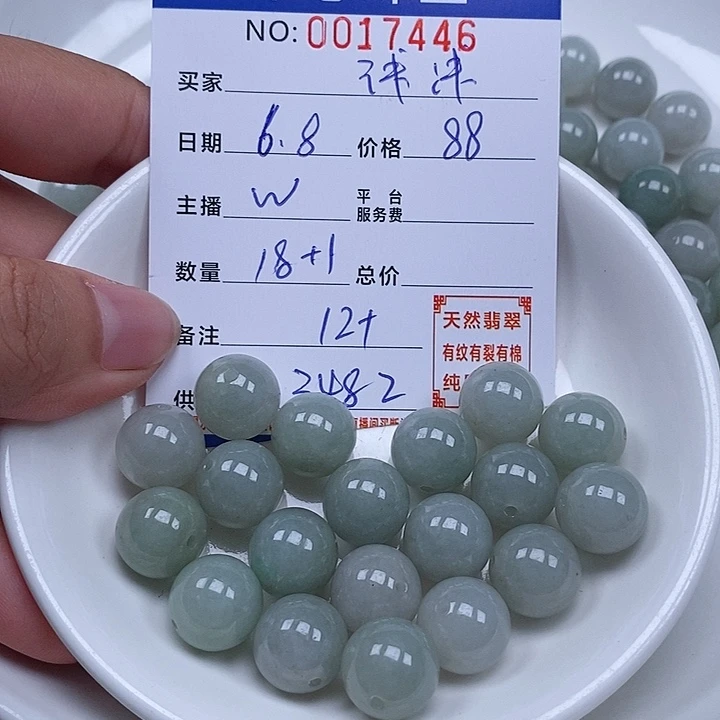 NO: 0017446
买家
日期 6.8 价格 88
主播 W 平台服务费
数量 18+1 总价
备注 12+
天然翡翠
有纹有裂有棉
纯
供 2482